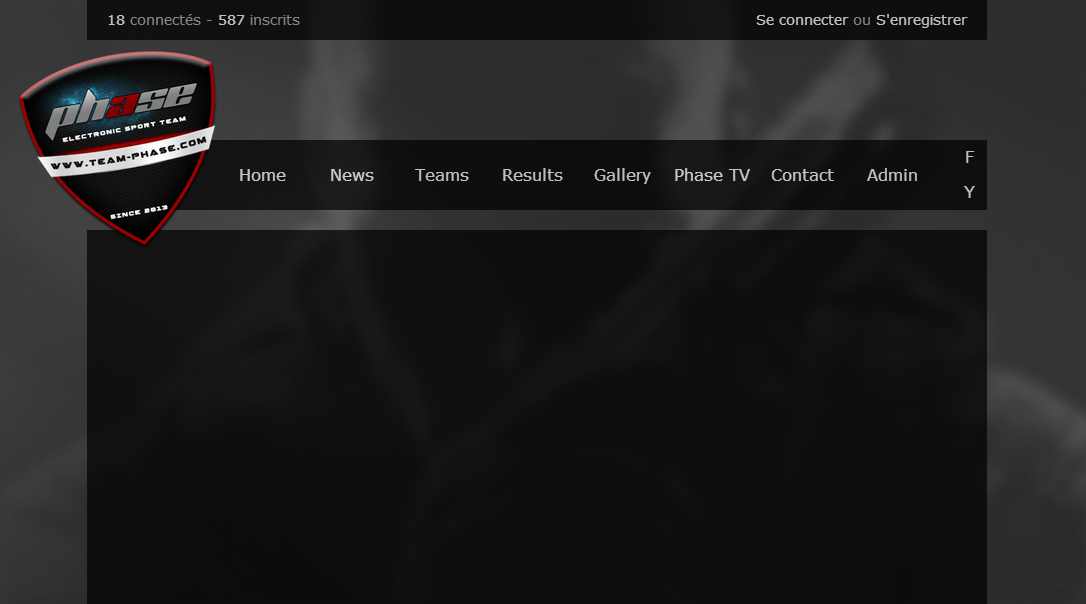 18 connectés - 587 inscrits
Se connecter ou S'enregistrer
phase
ELECTRONIC SPORT TEAM
WWW.TEAM-PHASE.COM
SINCE 2013
Home News Teams Results Gallery Phase TV Contact Admin
F
Y